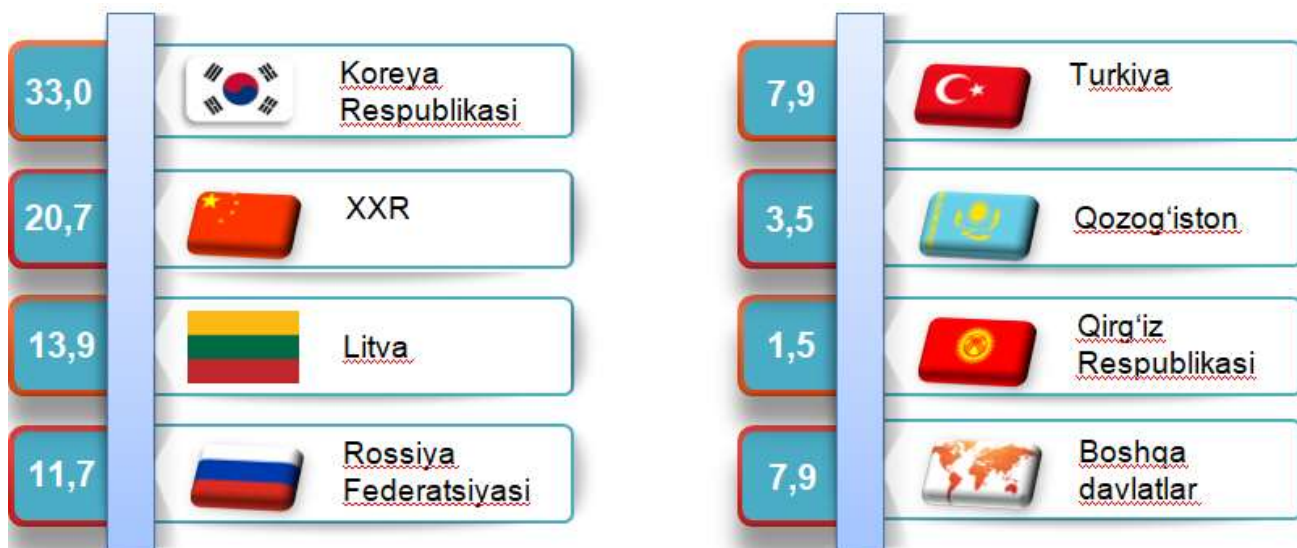 33,0
Koreya
Respublikasi
20,7
XXR
13,9
Litva
11,7
Rossiya
Federatsiyasi
7,9
Turkiya
3,5
Qozog‘iston
1,5
Qirg‘iz
Respublikasi
7,9
Boshqa
davlatlar